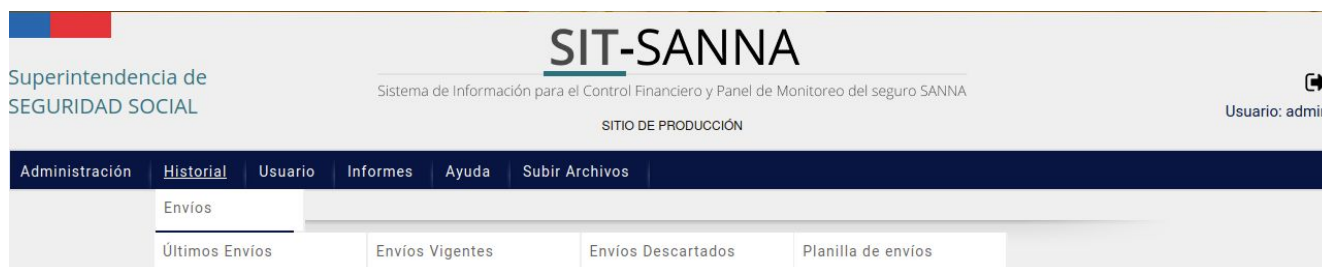 SIT-SANNA
Superintendencia de
SEGURIDAD SOCIAL
Sistema de Información para el Control Financiero y Panel de Monitoreo del seguro SANNA
SITIO DE PRODUCCIÓN
Usuario: admi
Administración Historial Usuario Informes Ayuda Subir Archivos
Envíos
Últimos Envíos Envíos Vigentes Envíos Descartados Planilla de envíos